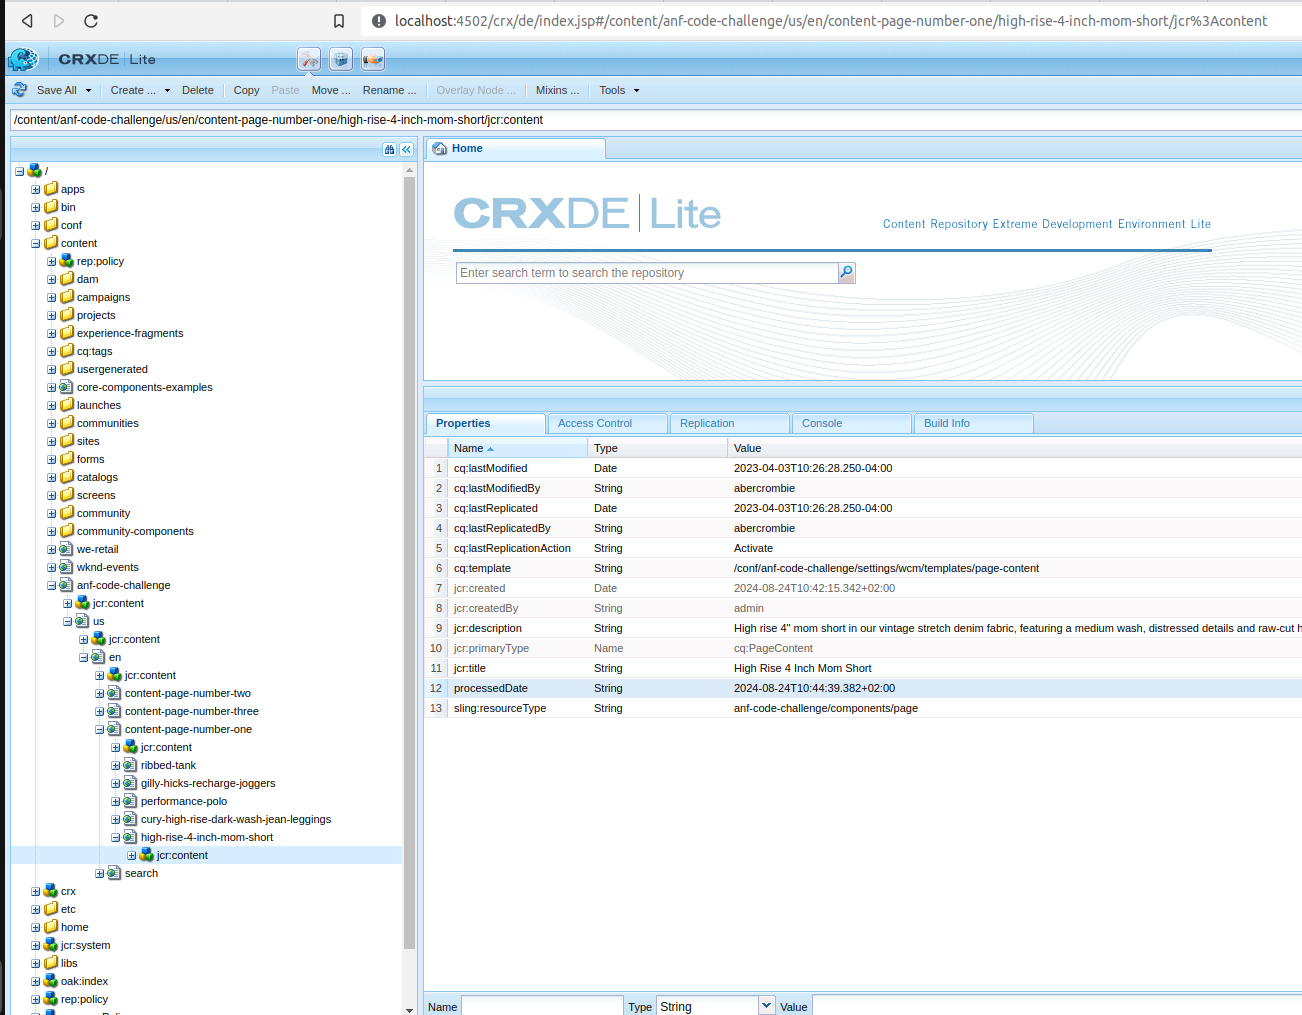 localhost:4502/crx/de/index.jsp#/content/anf-code-challenge/us/en/content-page-number-one/high-rise-4-inch-mom-short/jcr%3Acontent
CRXDE | Lite
Save All Create ... Delete Copy Paste Move ... Rename ... Overlay Node ... Mixins ... Tools
/content/anf-code-challenge/us/en/content-page-number-one/high-rise-4-inch-mom-short/jcr:content
/
apps
bin
conf
content
rep:policy
dam
campaigns
projects
experience-fragments
cq:tags
usergenerated
core-components-examples
launches
communities
sites
forms
catalogs
screens
community
community-components
we-retail
wknd-events
anf-code-challenge
jcr:content
us
jcr:content
en
jcr:content
content-page-number-two
content-page-number-three
content-page-number-one
jcr:content
ribbed-tank
gilly-hicks-recharge-joggers
performance-polo
cury-high-rise-dark-wash-jean-leggings
high-rise-4-inch-mom-short
jcr:content
search
crx
etc
home
jcr:system
libs
oak:index
rep:policy
Home
CRXDE | Lite
Content Repository Extreme Development Environment Lite
Enter search term to search the repository
Properties Access Control Replication Console Build Info
Name Type Value
1 cq:lastModified Date 2023-04-03T10:26:28.250-04:00
2 cq:lastModifiedBy String abercrombie
3 cq:lastReplicated Date 2023-04-03T10:26:28.250-04:00
4 cq:lastReplicatedBy String abercrombie
5 cq:lastReplicationAction String Activate
6 cq:template String /conf/anf-code-challenge/settings/wcm/templates/page-content
7 jcr:created Date 2024-08-24T10:42:15.342+02:00
8 jcr:createdBy String admin
9 jcr:description String High rise 4" mom short in our vintage stretch denim fabric, featuring a medium wash, distressed details and raw-cut h
10 jcr:primaryType Name cq:PageContent
11 jcr:title String High Rise 4 Inch Mom Short
12 processedDate String 2024-08-24T10:44:39.382+02:00
13 sling:resourceType String anf-code-challenge/components/page
Name Type String Value